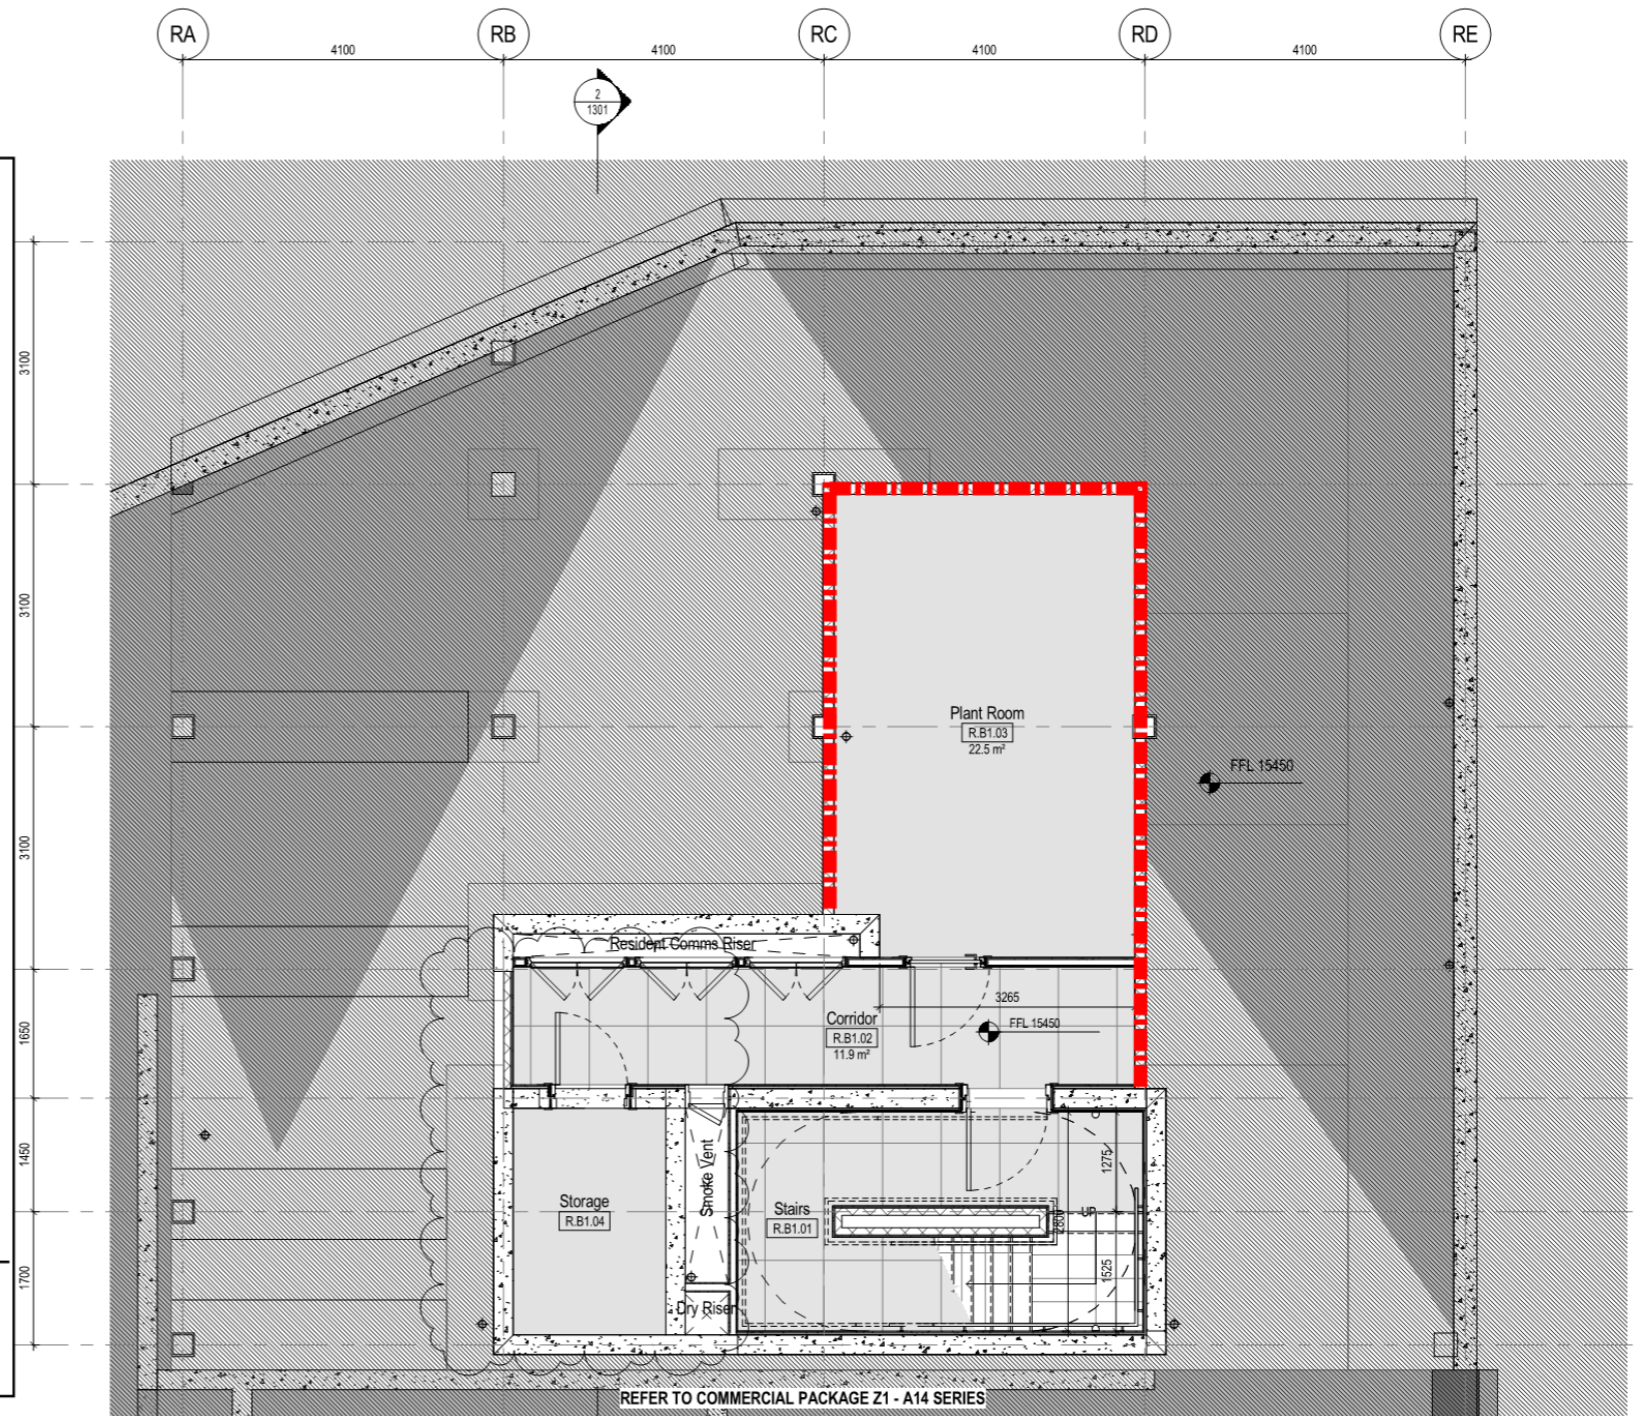 RA
RB
RC
RD
RE
4100
4100
4100
4100
2
1301
3100
3100
3100
1650
1450
1700
Plant Room
R.B1.03
22.5 m²
FFL 15450
Resident Comms Riser
3265
Corridor
R.B1.02
11.9 m²
FFL 15450
Storage
R.B1.04
Smoke Vent
Dry Riser
Stairs
R.B1.01
UP
1275
2800
1525
REFER TO COMMERCIAL PACKAGE Z1 - A14 SERIES